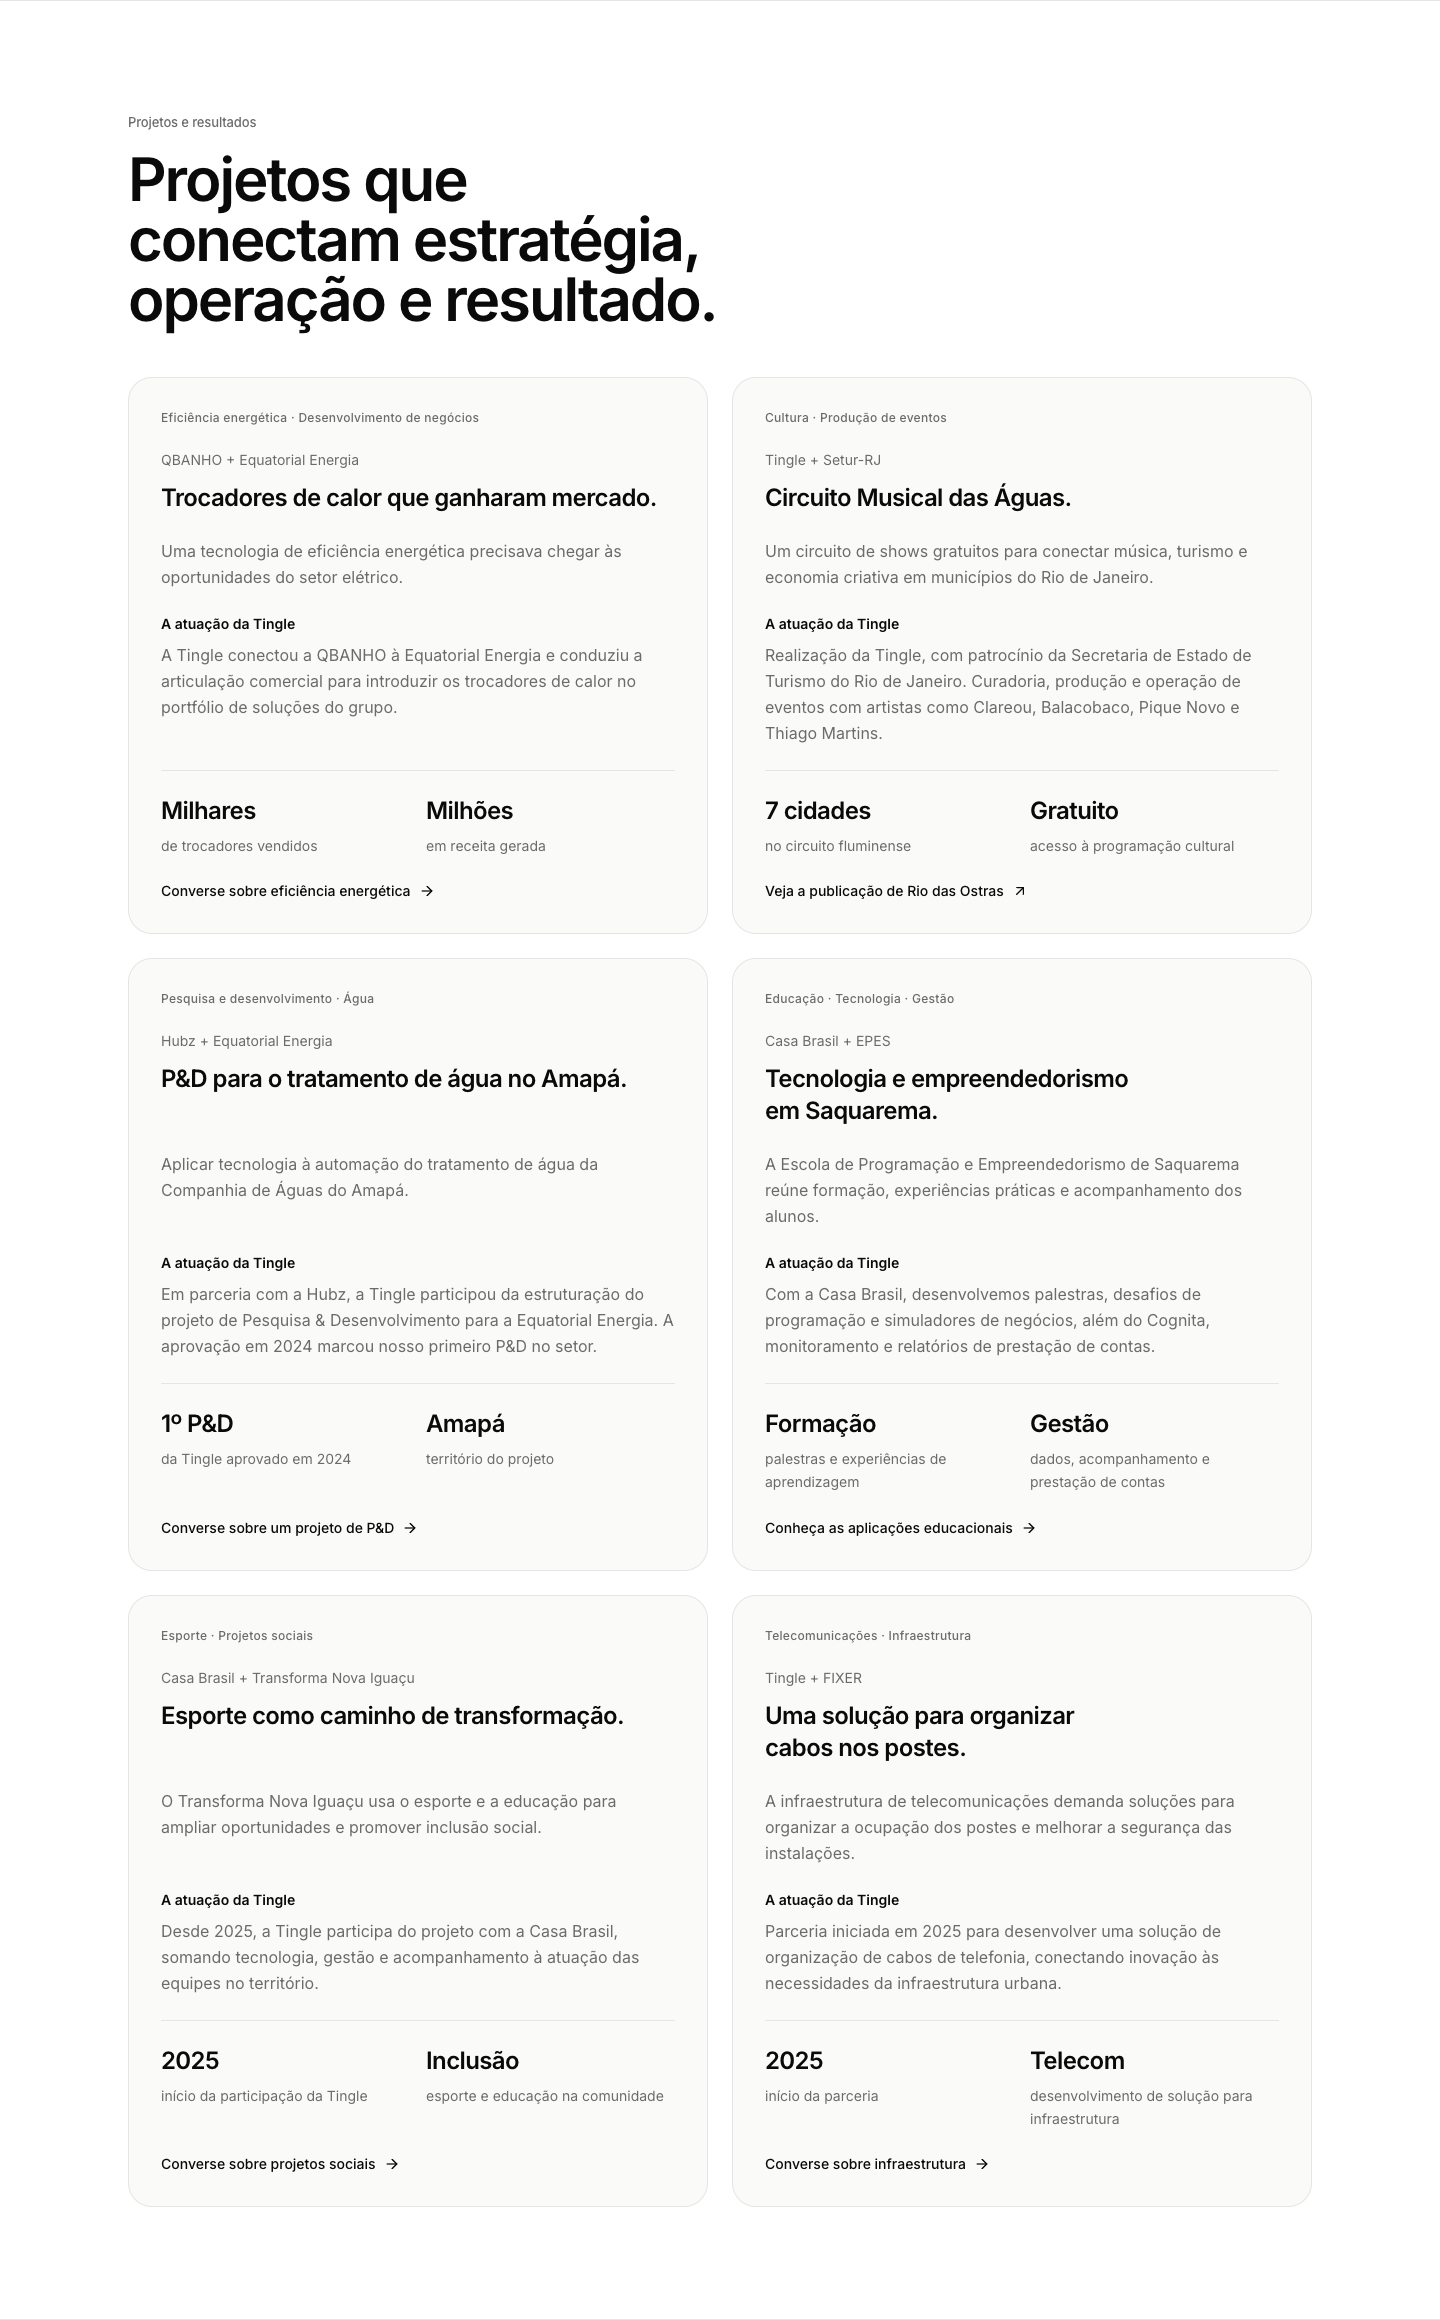 Projetos e resultados
Projetos que
conectam estratégia,
operação e resultado.
Eficiência energética · Desenvolvimento de negócios
QBANHO + Equatorial Energia
Trocadores de calor que ganharam mercado.
Uma tecnologia de eficiência energética precisava chegar às
oportunidades do setor elétrico.
A atuação da Tingle
A Tingle conectou a QBANHO à Equatorial Energia e conduziu a
articulação comercial para introduzir os trocadores de calor no
portfólio de soluções do grupo.
Milhares
de trocadores vendidos
Milhões
em receita gerada
Converse sobre eficiência energética →
Cultura · Produção de eventos
Tingle + Setur-RJ
Circuito Musical das Águas.
Um circuito de shows gratuitos para conectar música, turismo e
economia criativa em municípios do Rio de Janeiro.
A atuação da Tingle
Realização da Tingle, com patrocínio da Secretaria de Estado de
Turismo do Rio de Janeiro. Curadoria, produção e operação de
eventos com artistas como Clareou, Balacobaco, Pique Novo e
Thiago Martins.
7 cidades
no circuito fluminense
Gratuito
acesso à programação cultural
Veja a publicação de Rio das Ostras ↗
Pesquisa e desenvolvimento · Água
Hubz + Equatorial Energia
P&D para o tratamento de água no Amapá.
Aplicar tecnologia à automação do tratamento de água da
Companhia de Águas do Amapá.
A atuação da Tingle
Em parceria com a Hubz, a Tingle participou da estruturação do
projeto de Pesquisa & Desenvolvimento para a Equatorial Energia. A
aprovação em 2024 marcou nosso primeiro P&D no setor.
1º P&D
da Tingle aprovado em 2024
Amapá
território do projeto
Converse sobre um projeto de P&D →
Educação · Tecnologia · Gestão
Casa Brasil + EPES
Tecnologia e empreendedorismo
em Saquarema.
A Escola de Programação e Empreendedorismo de Saquarema
reúne formação, experiências práticas e acompanhamento dos
alunos.
A atuação da Tingle
Com a Casa Brasil, desenvolvemos palestras, desafios de
programação e simuladores de negócios, além do Cognita,
monitoramento e relatórios de prestação de contas.
Formação
palestras e experiências de
aprendizagem
Gestão
dados, acompanhamento e
prestação de contas
Conheça as aplicações educacionais →
Esporte · Projetos sociais
Casa Brasil + Transforma Nova Iguaçu
Esporte como caminho de transformação.
O Transforma Nova Iguaçu usa o esporte e a educação para
ampliar oportunidades e promover inclusão social.
A atuação da Tingle
Desde 2025, a Tingle participa do projeto com a Casa Brasil,
somando tecnologia, gestão e acompanhamento à atuação das
equipes no território.
2025
início da participação da Tingle
Inclusão
esporte e educação na comunidade
Converse sobre projetos sociais →
Telecomunicações · Infraestrutura
Tingle + FIXER
Uma solução para organizar
cabos nos postes.
A infraestrutura de telecomunicações demanda soluções para
organizar a ocupação dos postes e melhorar a segurança das
instalações.
A atuação da Tingle
Parceria iniciada em 2025 para desenvolver uma solução de
organização de cabos de telefonia, conectando inovação às
necessidades da infraestrutura urbana.
2025
início da parceria
Telecom
desenvolvimento de solução para
infraestrutura
Converse sobre infraestrutura →